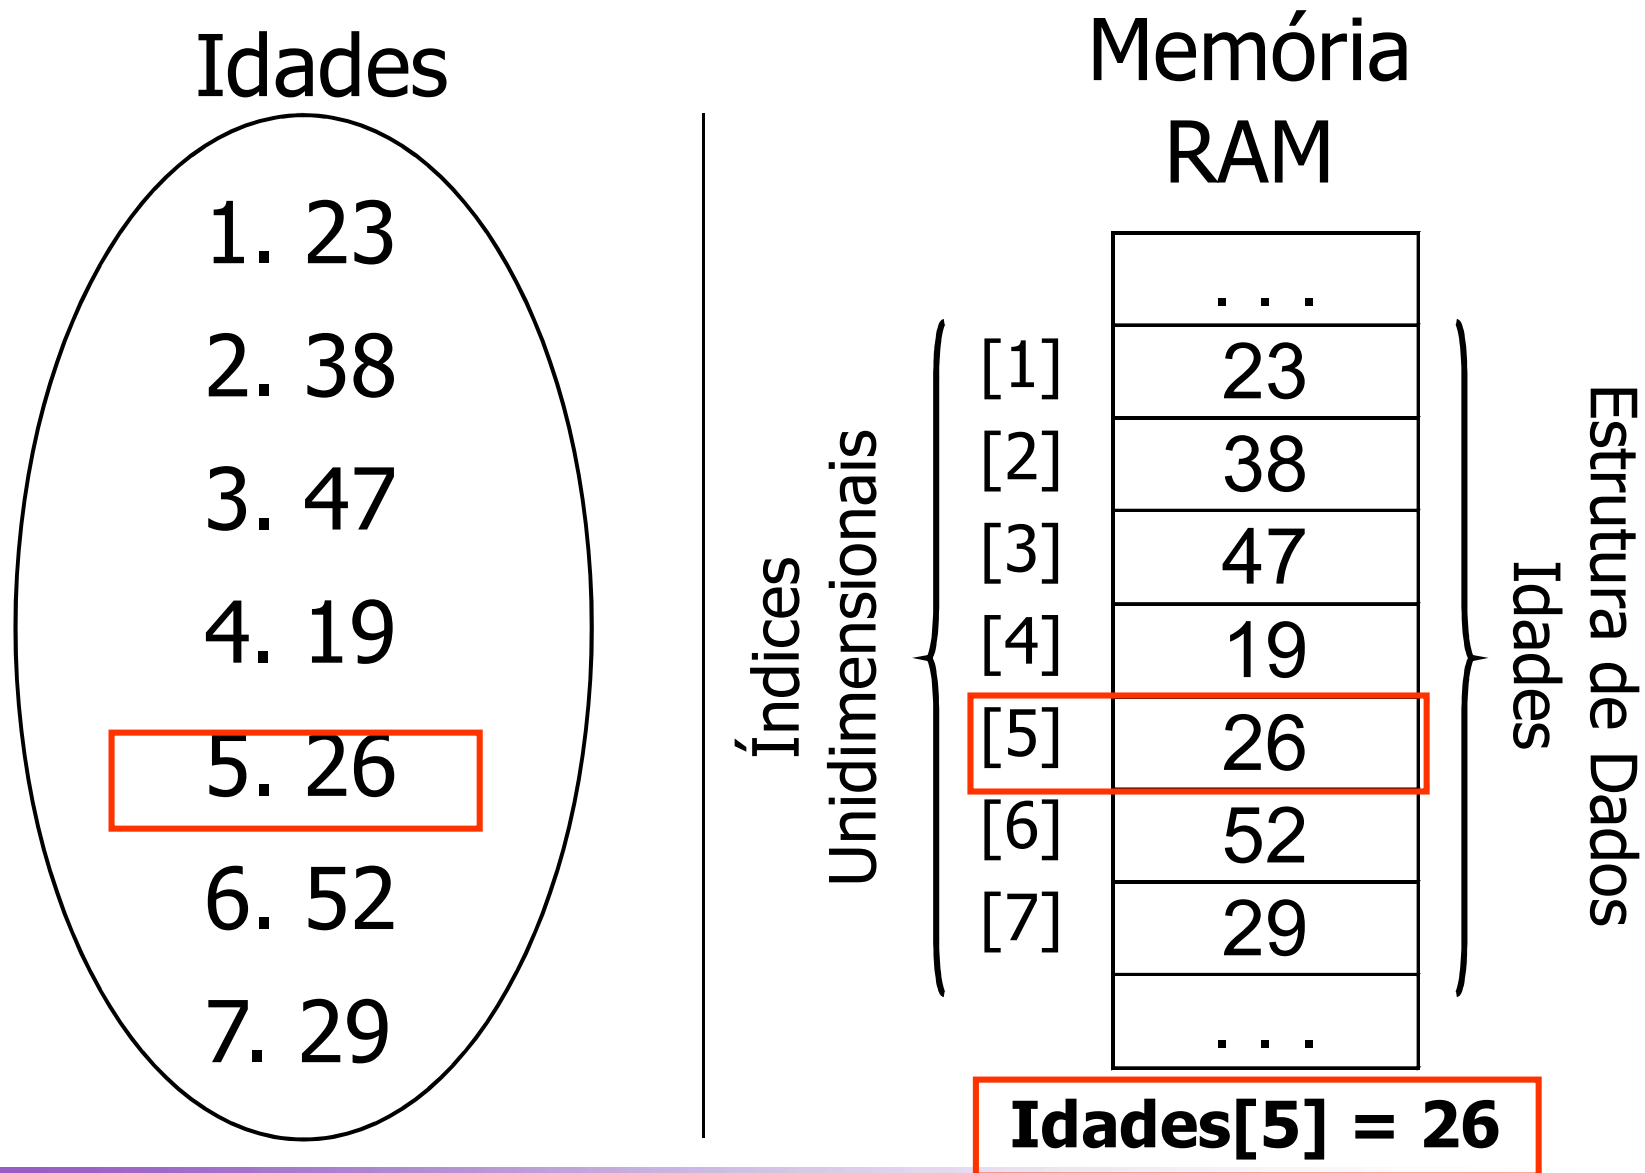 Idades
1. 23
2. 38
3. 47
4. 19
5. 26
6. 52
7. 29
Memória
RAM
Índices
Unidimensionais
. . .
[1] 23
[2] 38
[3] 47
[4] 19
[5] 26
[6] 52
[7] 29
. . .
Estrutura de Dados
Idades
Idades[5] = 26